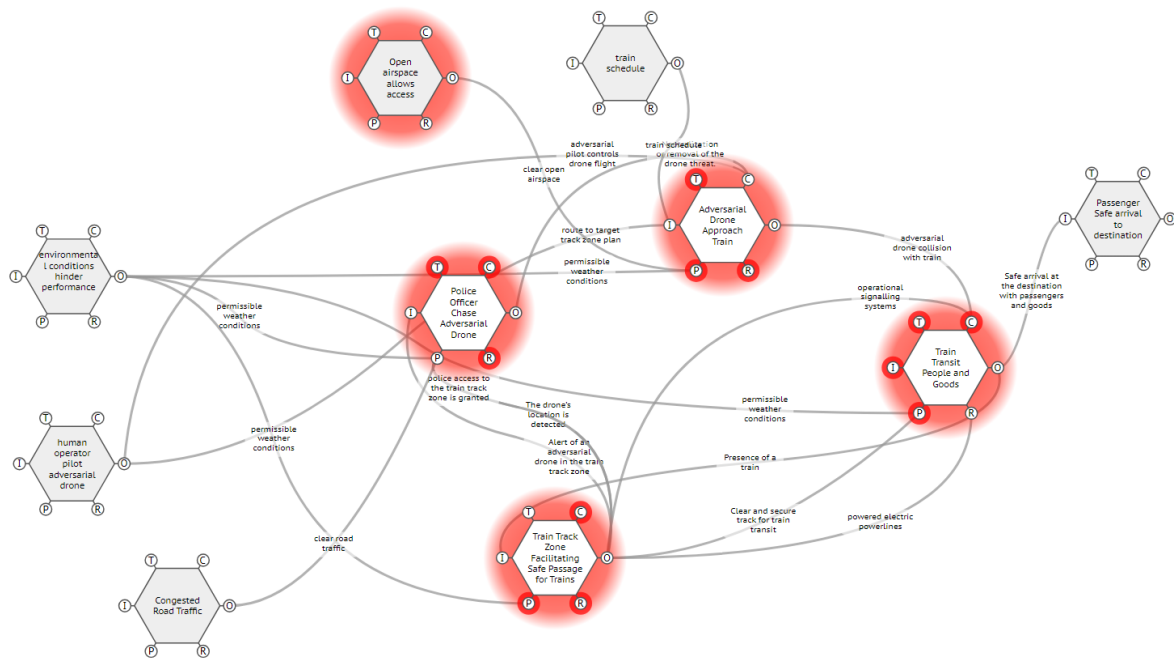 T
C
I
O
P
R
Open
airspace
allows
access
T
C
I
O
P
R
train
schedule
T
C
I
O
P
R
Passenger
Safe arrival
to
destination
T
C
I
O
P
R
environmenta
l conditions
hinder
performance
T
C
I
O
P
R
Adversarial
Drone
Approach
Train
T
C
I
O
P
R
Police
Officer
Chase
Adversarial
Drone
T
C
I
O
P
R
Train
Transit
People and
Goods
T
C
I
O
P
R
human
operator
pilot
adversarial
drone
T
C
I
O
P
R
Train Track
Zone
Facilitating
Safe Passage
for Trains
T
C
I
O
P
R
Congested
Road Traffic
adversarial
pilot controls
drone flight
train schedule
or removal of the
drone threat.
clear open
airspace
route to target
track zone plan
permissible
weather
conditions
adversarial
drone collision
with train
Safe arrival at
the destination
with passengers
and goods
operational
signalling
systems
permissible
weather
conditions
police access to
the train track
zone is granted
The drone's
location is
detected
permissible
weather
conditions
permissible
weather
conditions
Alert of an
adversarial
drone in the train
track zone
Presence of a
train
Clear and secure
track for train
transit
powered electric
powerlines
clear road
traffic